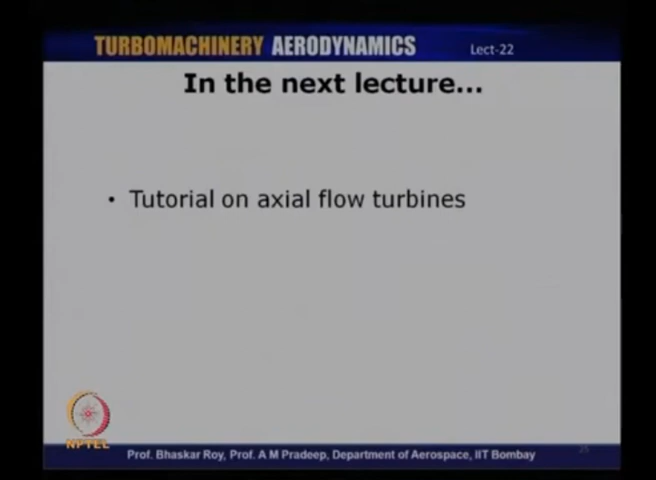 TURBOMACHINERY AERODYNAMICS Lect-22
In the next lecture...
• Tutorial on axial flow turbines
NPTEL
Prof. Bhaskar Roy, Prof. A M Pradeep, Department of Aerospace, IIT Bombay